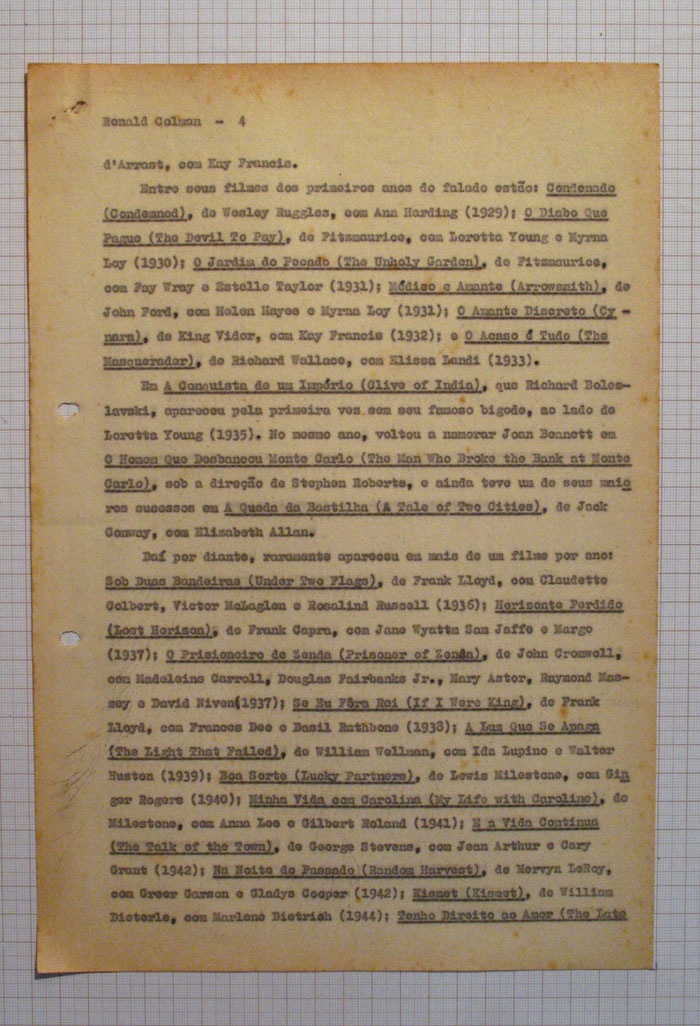 Ronald Colman - 4
d'Arrast, com Kay Francis.
Entre seus filmes dos primeiros anos do falado estão: Condenado
(Condemned), de Wesley Ruggles, com Ann Harding (1929); O Diabo Que
Pague (The Devil To Pay), de Fitzmaurice, com Loretta Young e Myrna
Loy (1930); O Jardim do Pecado (The Unholy Garden), de Fitzmaurice,
com Fay Wray e Estelle Taylor (1931); Médico e Amante (Arrowsmith), de
John Ford, com Helen Hayes e Myrna Loy (1931); O Amante Discreto (Cy -
nara), de King Vidor, com Kay Francis (1932); e O Acaso é Tudo (The
Masquerader), de Richard Wallace, com Elissa Landi (1933).
Em A Conquista de um Império (Clive of India), que Richard Boles-
lavski, apareceu pela primeira vez sem seu famoso bigode, ao lado de
Loretta Young (1935). No mesmo ano, voltou a namorar Joan Bennett em
O Homem Que Desbancou Monte Carlo (The Man Who Broke the Bank at Monte
Carlo), sob a direção de Stephen Roberts, e ainda teve um de seus maio
res sucessos em A Queda da Bastilha (A Tale of Two Cities), de Jack
Conway, com Elizabeth Allan.
Daí por diante, raramente apareceu em mais de um filme por ano:
Sob Duas Bandeiras (Under Two Flags), de Frank Lloyd, com Claudette
Colbert, Victor McLaglen e Rosalind Russell (1936); Horizonte Perdido
(Lost Horizon), de Frank Capra, com Jane Wyattm Sam Jaffe e Margo
(1937); O Prisioneiro de Zenda (Prisoner of Zenda), de John Cromwell,
com Madeleine Carroll, Douglas Fairbanks Jr., Mary Astor, Raymond Mas-
sey e David Niven(1937); Se Eu Fôra Rei (If I Were King), de Frank
Lloyd, com Frances Dee e Basil Rathbone (1938); A Luz Que Se Apaga
(The Light That Failed), de William Wellman, com Ida Lupino e Walter
Huston (1939); Boa Sorte (Lucky Partners), de Lewis Milestone, com Gin
ger Rogers (1940); Minha Vida com Carolina (My Life with Caroline), de
Milestone, com Anna Lee e Gilbert Roland (1941); E a Vida Continua
(The Talk of the Town), de George Stevens, com Jean Arthur e Cary
Grant (1942); Na Noite do Passado (Random Harvest), de Mervyn LeRoy,
com Greer Garson e Gladys Cooper (1942); Kismet (Kismet), de William
Dieterle, com Marlene Dietrich (1944); Tenho Direito ao Amor (The Late